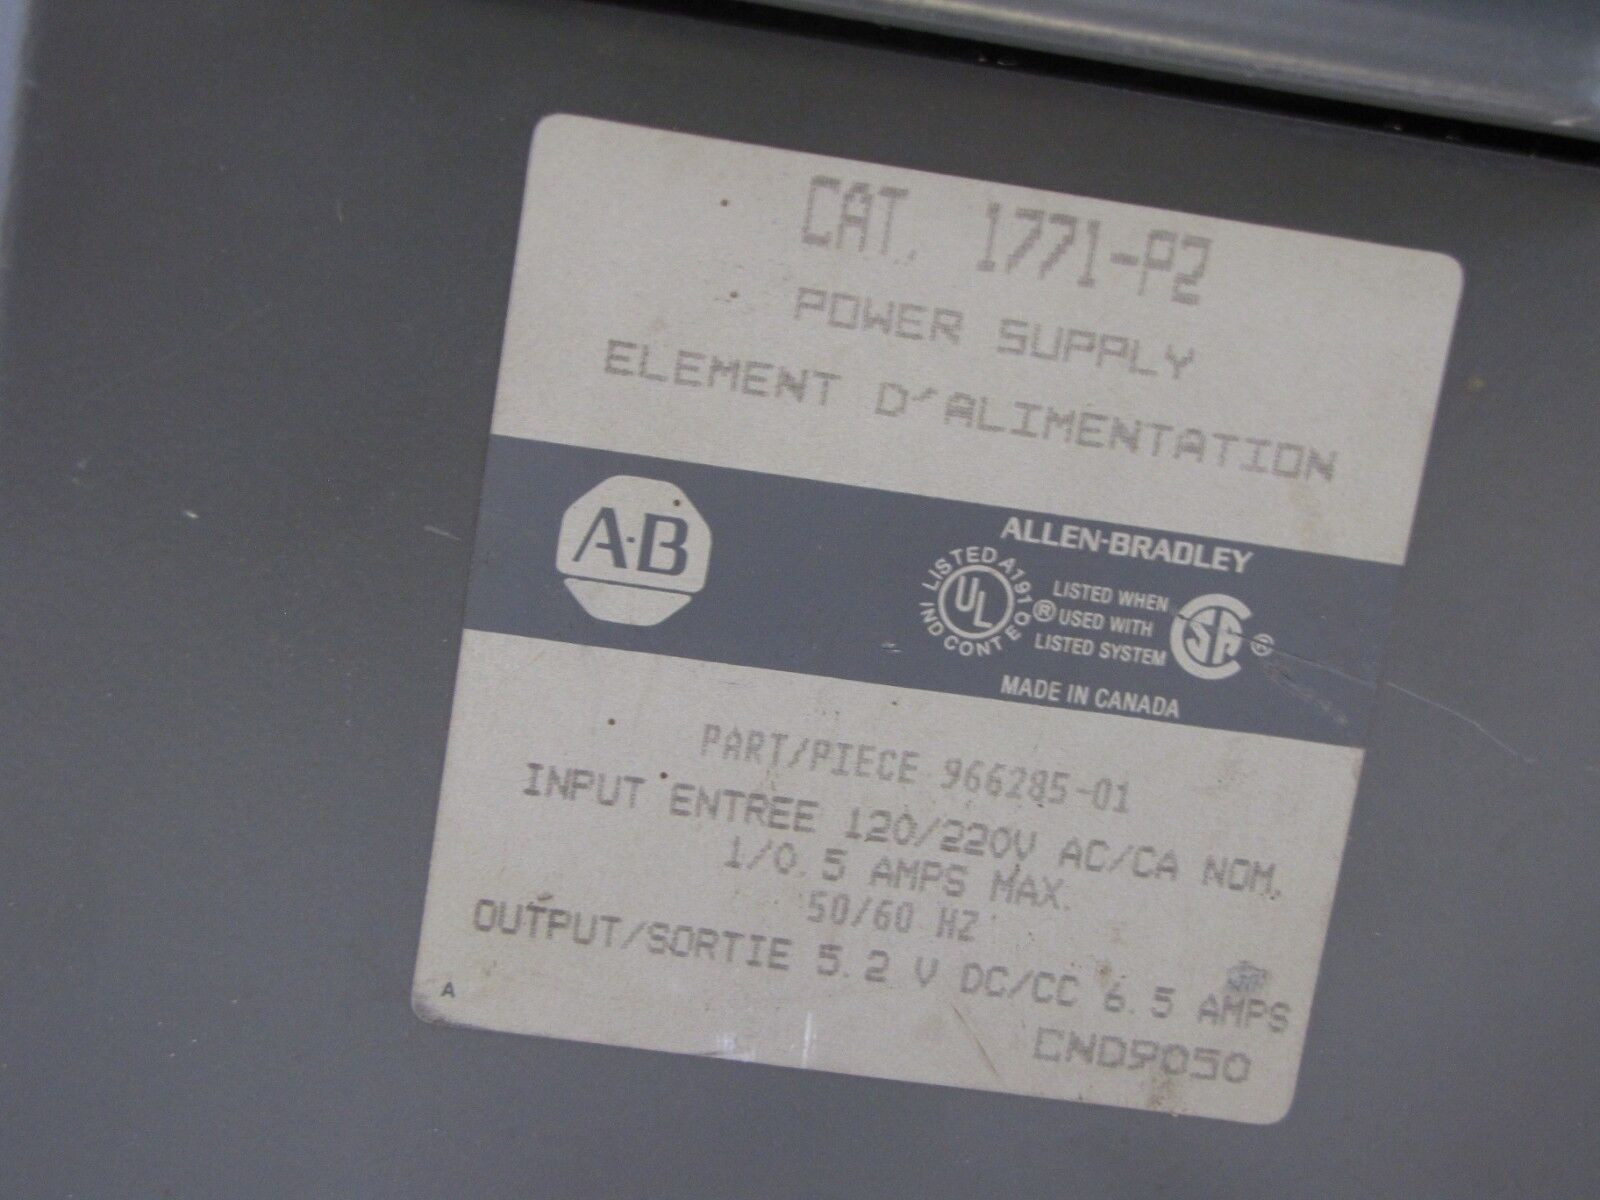 CAT. 1771-P2
POWER SUPPLY
ELEMENT D'ALIMENTATION
A·B
ALLEN-BRADLEY
LISTED A191
UL ®
IND CONT EQ
LISTED WHEN
USED WITH
LISTED SYSTEM
SA ®
MADE IN CANADA
PART/PIECE 966285-01
INPUT ENTREE 120/220V AC/CA NOM.
1/0.5 AMPS MAX.
50/60 HZ
OUTPUT/SORTIE 5.2 V DC/CC 6.5 AMPS
A
CND9050